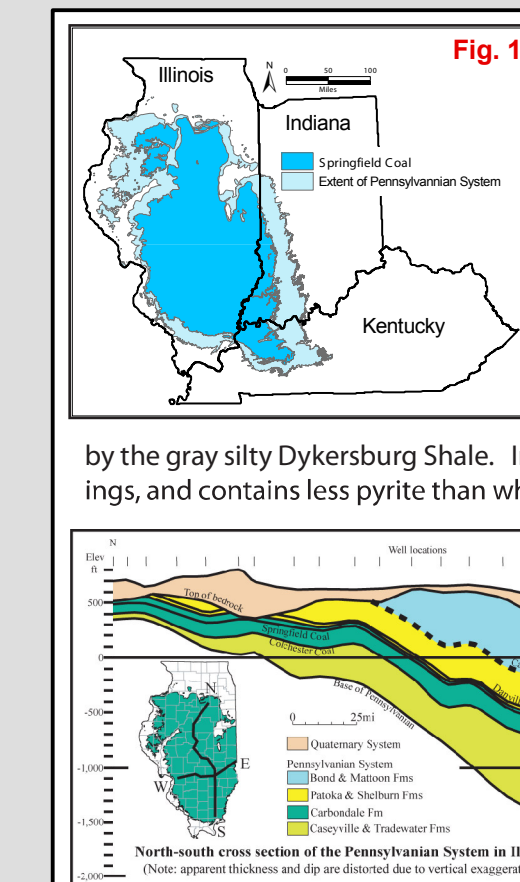 Fig. 1
Illinois
N
0 50 100
Miles
Indiana
Springfield Coal
Extent of Pennsylvannian System
Kentucky
by the gray silty Dykersburg Shale. I
ings, and contains less pyrite than wh
N
Elev
ft
Well locations
500
Top of bedrock
Springfield Coal
Colchester Coal
0
Danvill
Base of Pennsylvanian
N
-500
0 25mi
Quaternary System
Pennsylvanian System
E
-1,000
Bond & Mattoon Fms
W
Patoka & Shelburn Fms
Carbondale Fm
-1,500
Caseyville & Tradewater Fms
S
North-south cross section of the Pennsylvanian System in Il
(Note: apparent thickness and dip are distorted due to vertical exaggerat
-2,000